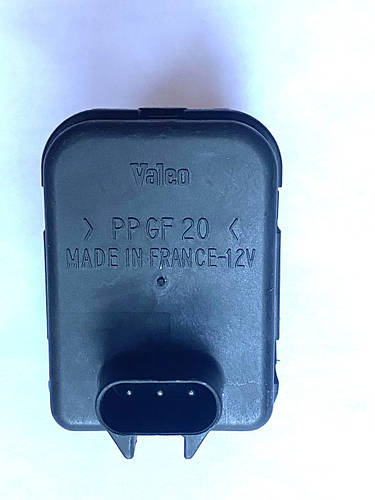 Valeo
> PP GF 20 <
MADE IN FRANCE-12V